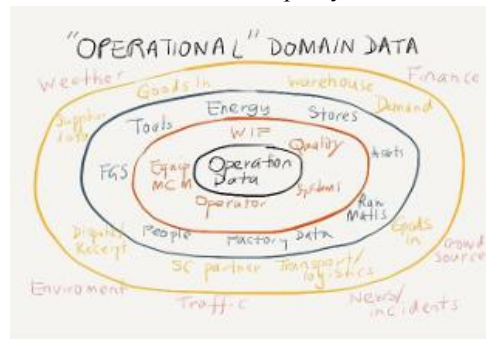 "OPERATIONAL" DOMAIN DATA
Weather
Goods In
Warehouse
Finance
Supplier
Demand
Energy
Tools
Stores
WIP
Quality
Assets
FGS
Equip
MCM
Operation
Data
Systems
Operator
Raw
Matls
People
Factory Data
Goods
in
Dispatch/
Receipt
SC partner
Transport/
logistics
Crowd
Source
Enviroment
Traffic
News/
incidents